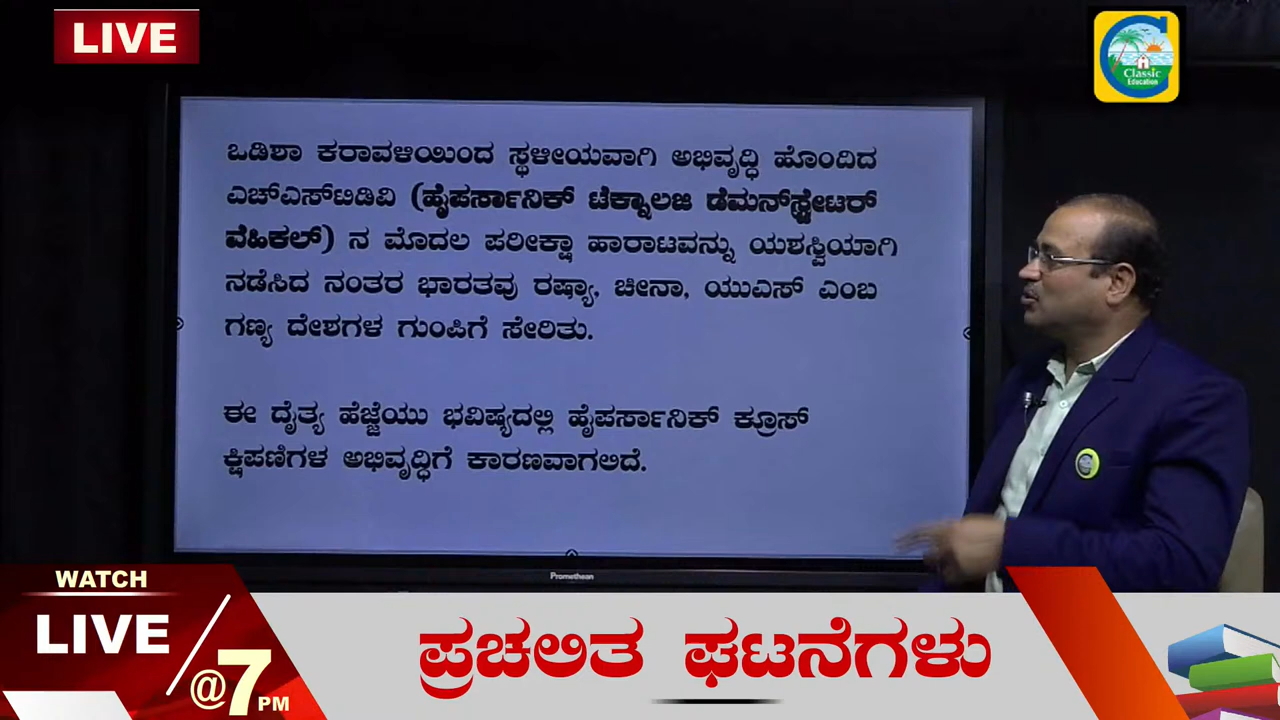 LIVE
Classic
Education
ಒಡಿಶಾ ಕರಾವಳಿಯಿಂದ ಸ್ಥಳೀಯವಾಗಿ ಅಭಿವೃದ್ಧಿ ಹೊಂದಿದ
ಎಚ್ಎಸ್‌ಟಿಡಿವಿ (ಹೈಪರ್ಸಾನಿಕ್ ಟೆಕ್ನಾಲಜಿ ಡೆಮನ್‌ಸ್ಟ್ರೇಟರ್
ವೆಹಿಕಲ್) ನ ಮೊದಲ ಪರೀಕ್ಷಾ ಹಾರಾಟವನ್ನು ಯಶಸ್ವಿಯಾಗಿ
ನಡೆಸಿದ ನಂತರ ಭಾರತವು ರಷ್ಯಾ, ಚೀನಾ, ಯುಎಸ್ ಎಂಬ
ಗಣ್ಯ ದೇಶಗಳ ಗುಂಪಿಗೆ ಸೇರಿತು.
ಈ ದೈತ್ಯ ಹೆಜ್ಜೆಯು ಭವಿಷ್ಯದಲ್ಲಿ ಹೈಪರ್ಸಾನಿಕ್ ಕ್ರೂಸ್
ಕ್ಷಿಪಣಿಗಳ ಅಭಿವೃದ್ಧಿಗೆ ಕಾರಣವಾಗಲಿದೆ.
Promethean
WATCH
LIVE
@7 PM
ಪ್ರಚಲಿತ ಘಟನೆಗಳು